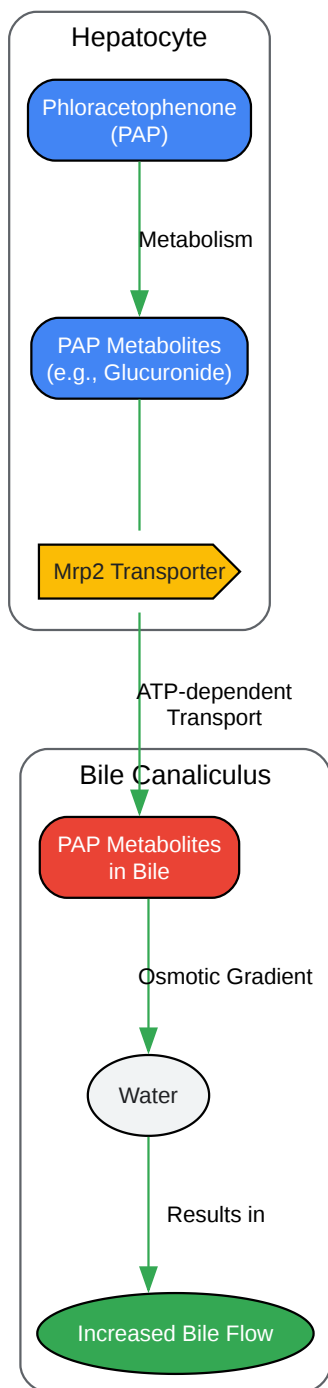 Hepatocyte
Phloracetophenone
(PAP)
Metabolism
PAP Metabolites
(e.g., Glucuronide)
Mrp2 Transporter
ATP-dependent
Transport
Bile Canaliculus
PAP Metabolites
in Bile
Osmotic Gradient
Water
Results in
Increased Bile Flow